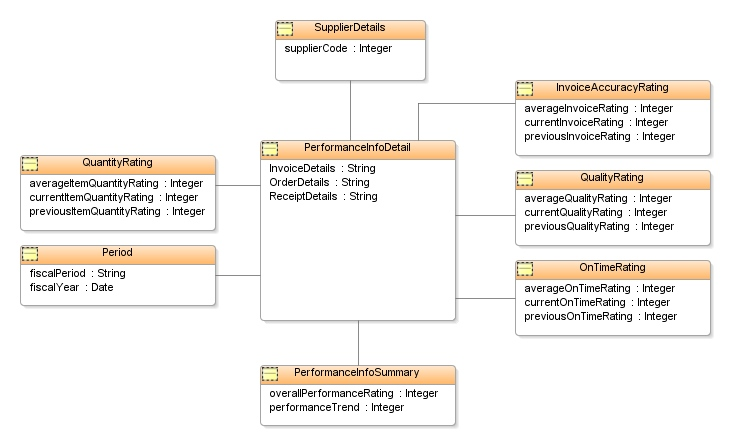 SupplierDetails
supplierCode : Integer
InvoiceAccuracyRating
averageInvoiceRating : Integer
currentInvoiceRating : Integer
previousInvoiceRating : Integer
PerformanceInfoDetail
InvoiceDetails : String
OrderDetails : String
ReceiptDetails : String
QuantityRating
averageItemQuantityRating : Integer
currentItemQuantityRating : Integer
previousItemQuantityRating : Integer
QualityRating
averageQualityRating : Integer
currentQualityRating : Integer
previousQualityRating : Integer
Period
fiscalPeriod : String
fiscalYear : Date
OnTimeRating
averageOnTimeRating : Integer
currentOnTimeRating : Integer
previousOnTimeRating : Integer
PerformanceInfoSummary
overallPerformanceRating : Integer
performanceTrend : Integer